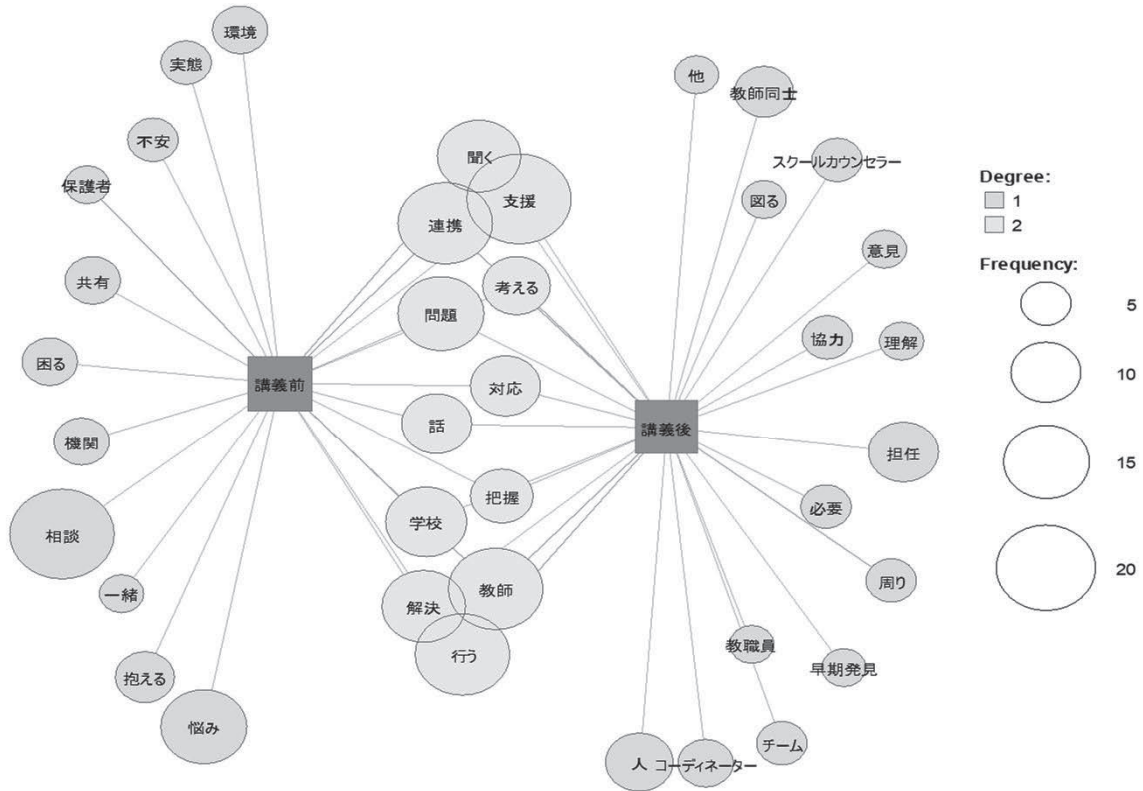 環境
実態
不安
保護者
共有
困る
機関
相談
一緒
抱える
悩み
講義前
聞く
支援
連携
考える
問題
対応
話
把握
学校
教師
解決
行う
講義後
他
教師同士
スクールカウンセラー
図る
意見
協力
理解
担任
必要
周り
教職員
早期発見
チーム
人
コーディネーター
Degree:
1
2
Frequency:
5
10
15
20